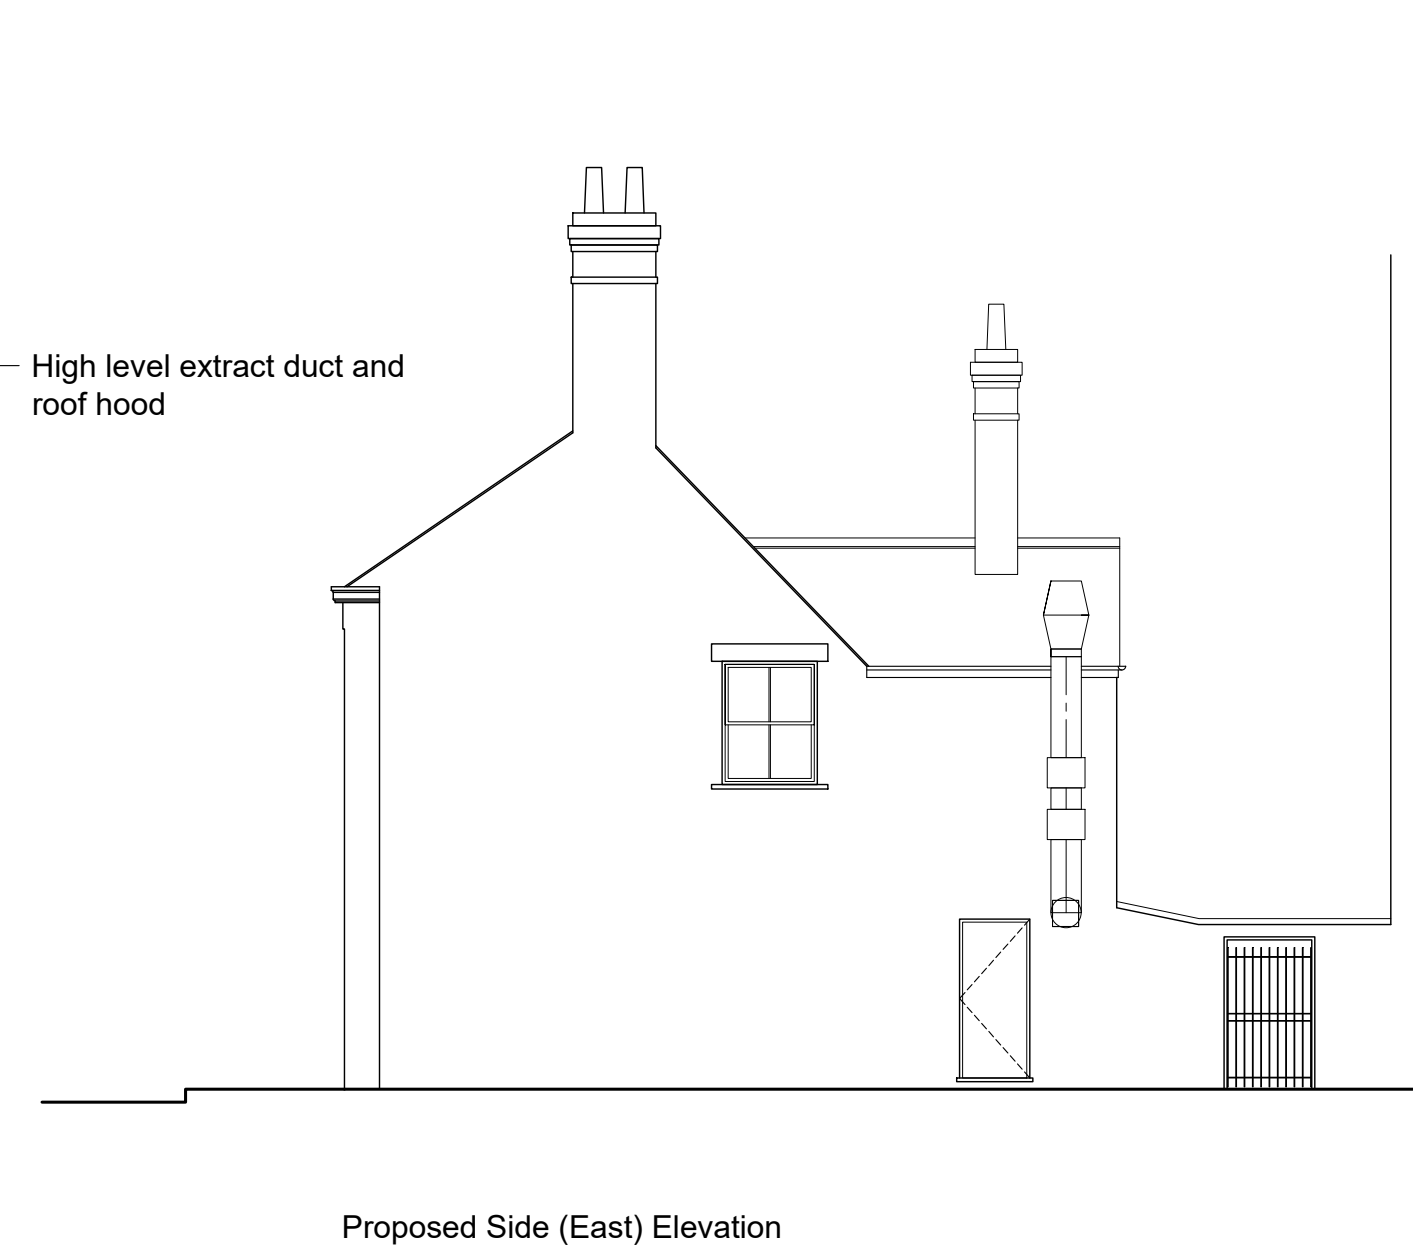 High level extract duct and
roof hood
Proposed Side (East) Elevation